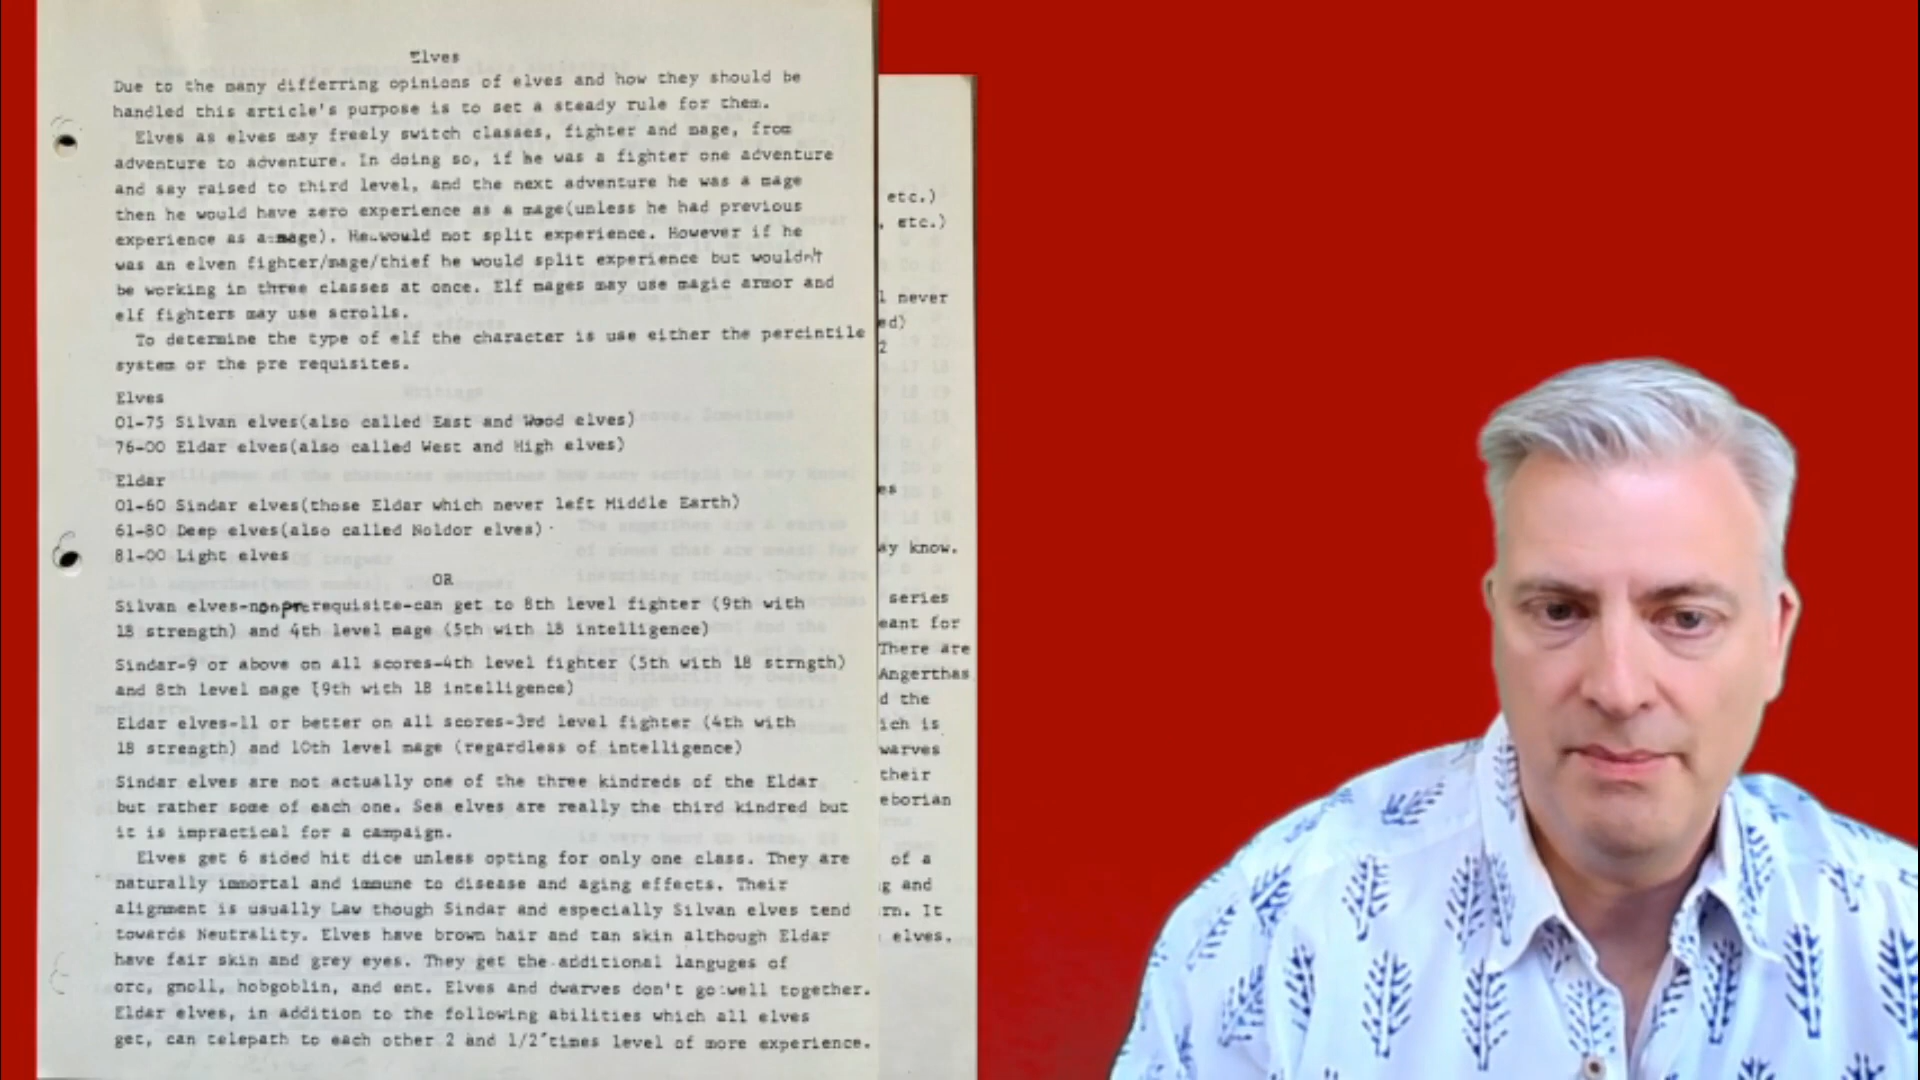 Elves
Due to the many differring opinions of elves and how they should be
handled this article's purpose is to set a steady rule for them.
Elves as elves may freely switch classes, fighter and mage, from
adventure to adventure. In doing so, if he was a fighter one adventure
and say raised to third level, and the next adventure he was a mage
then he would have zero experience as a mage(unless he had previous
experience as a mage). He would not split experience. However if he
was an elven fighter/mage/thief he would split experience but wouldn't
be working in three classes at once. Elf mages may use magic armor and
elf fighters may use scrolls.
To determine the type of elf the character is use either the percintile
system or the pre requisites.
Elves
01-75 Silvan elves(also called East and Wood elves)
76-00 Eldar elves(also called West and High elves)
Eldar
01-60 Sindar elves(those Eldar which never left Middle Earth)
61-80 Deep elves(also called Noldor elves)
81-00 Light elves
OR
Silvan elves-no pre requisite-can get to 8th level fighter (9th with
18 strength) and 4th level mage (5th with 18 intelligence)
Sindar-9 or above on all scores-4th level fighter (5th with 18 strngth)
and 8th level mage (9th with 18 intelligence)
Eldar elves-11 or better on all scores-3rd level fighter (4th with
18 strength) and 10th level mage (regardless of intelligence)
Sindar elves are not actually one of the three kindreds of the Eldar
but rather some of each one. Sea elves are really the third kindred but
it is impractical for a campaign.
Elves get 6 sided hit dice unless opting for only one class. They are
naturally immortal and immune to disease and aging effects. Their
alignment is usually Law though Sindar and especially Silvan elves tend
towards Neutrality. Elves have brown hair and tan skin although Eldar
have fair skin and grey eyes. They get the additional languges of
orc, gnoll, hobgoblin, and ent. Elves and dwarves don't go well together.
Eldar elves, in addition to the following abilities which all elves
get, can telepath to each other 2 and 1/2 times level of more experience.
etc.)
, etc.)
l never
ed)
2
es
ay know.
series
eant for
There are
Angerthas
d the
ich is
warves
their
eborian
of a
g and
rn. It
elves.